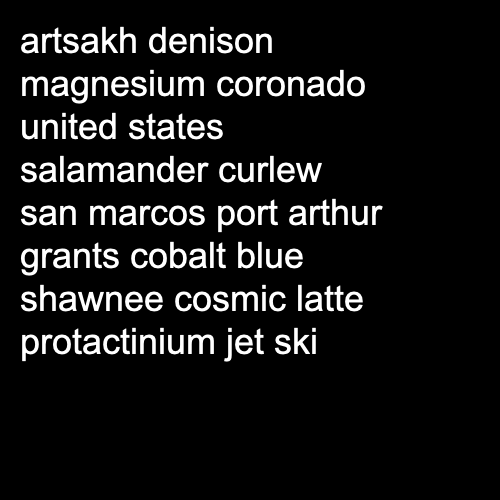 artsakh denison
magnesium coronado
united states
salamander curlew
san marcos port arthur
grants cobalt blue
shawnee cosmic latte
protactinium jet ski